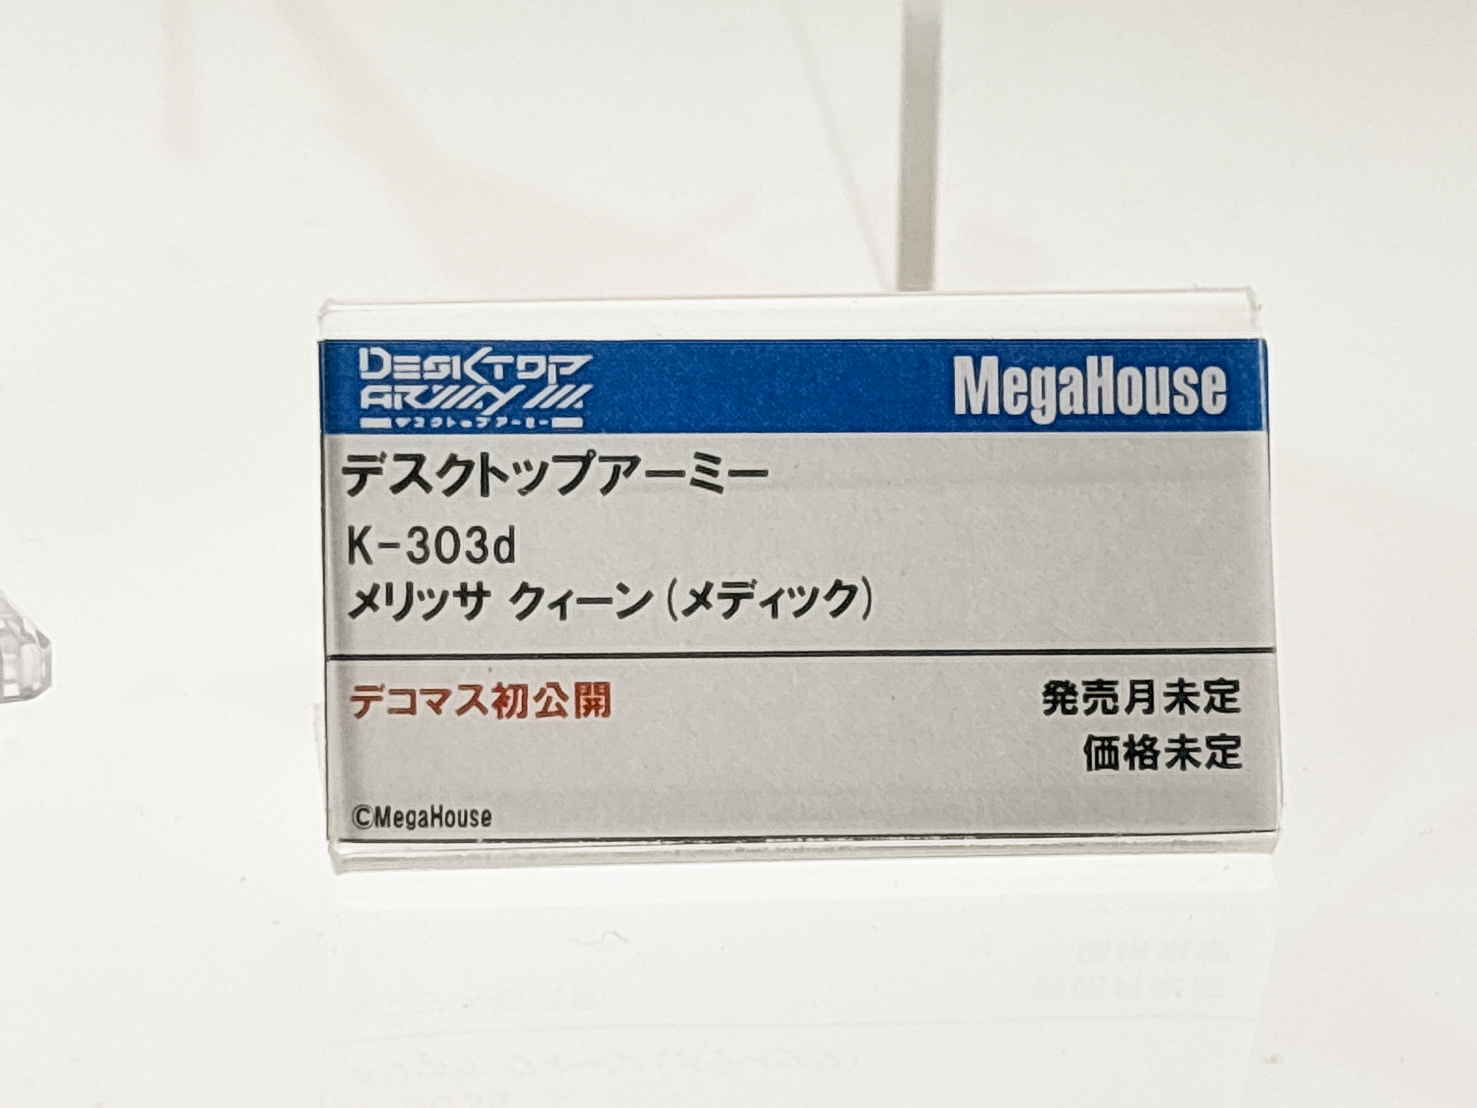 DESKTOP
ARMY
デスクトップアーミー
MegaHouse
デスクトップアーミー
K-303d
メリッサ クィーン(メディック)
デコマス初公開
発売月未定
価格未定
©MegaHouse